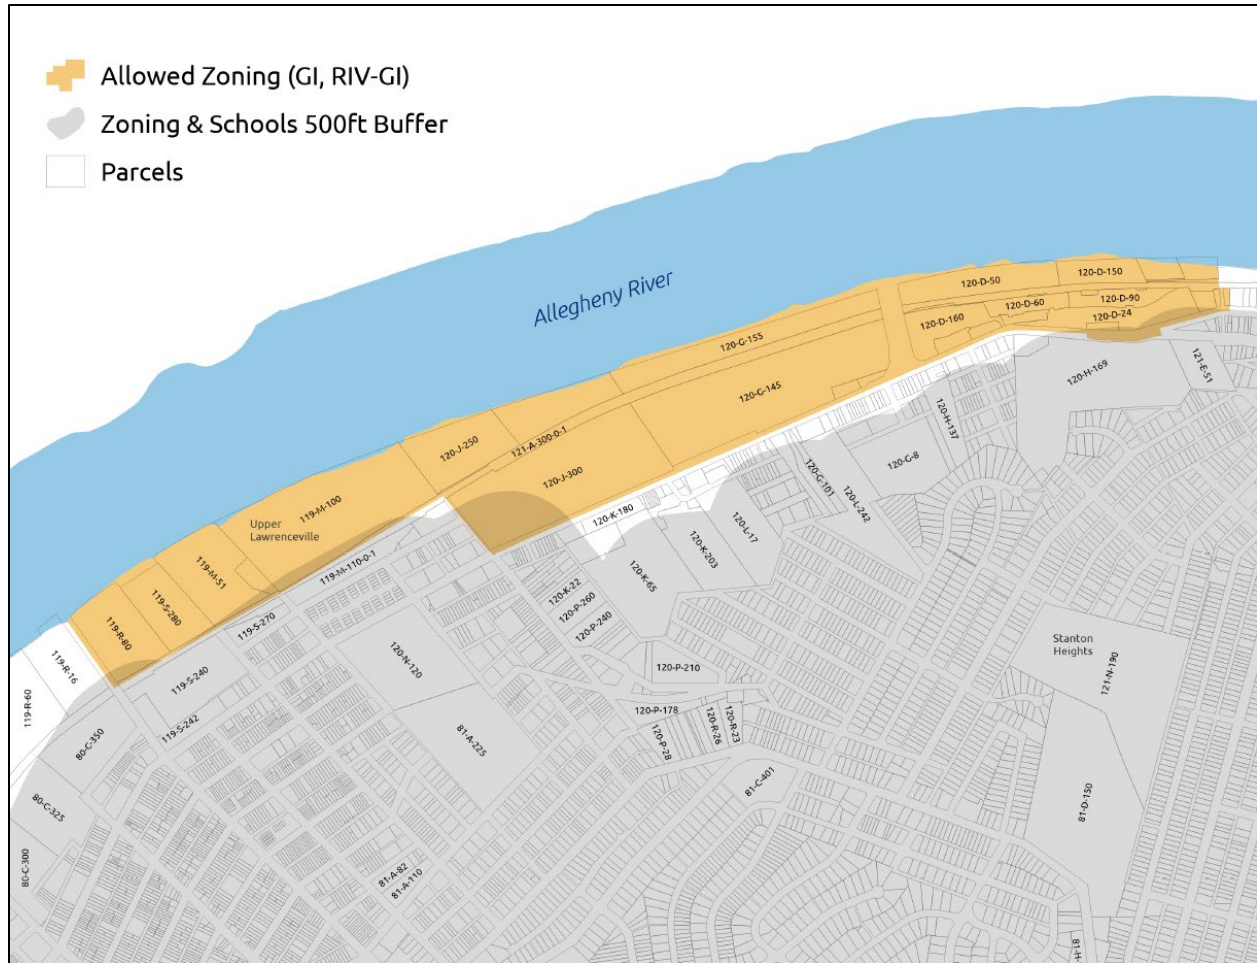 Allowed Zoning (GI, RIV-GI)
Zoning & Schools 500ft Buffer
Parcels
Allegheny River
120-D-50
120-D-150
120-D-60
120-D-90
120-D-160
120-D-24
120-G-155
120-G-145
120-H-169
121-E-51
120-J-250
121-A-300-0-1
120-J-300
120-H-137
120-G-8
120-G-101
120-L-242
119-M-100
Upper
Lawrenceville
120-K-180
120-L-17
120-K-203
119-M-51
119-M-110-0-1
120-K-65
119-S-280
119-R-80
119-S-270
120-K-22
120-P-260
120-P-240
119-R-16
119-R-60
119-S-240
119-S-242
120-N-120
120-P-210
Stanton
Heights
121-N-190
80-C-350
120-P-178
120-P-28
120-R-26
120-R-23
81-A-225
81-C-401
81-D-150
80-C-325
80-C-300
81-A-82
81-A-110
81-H-